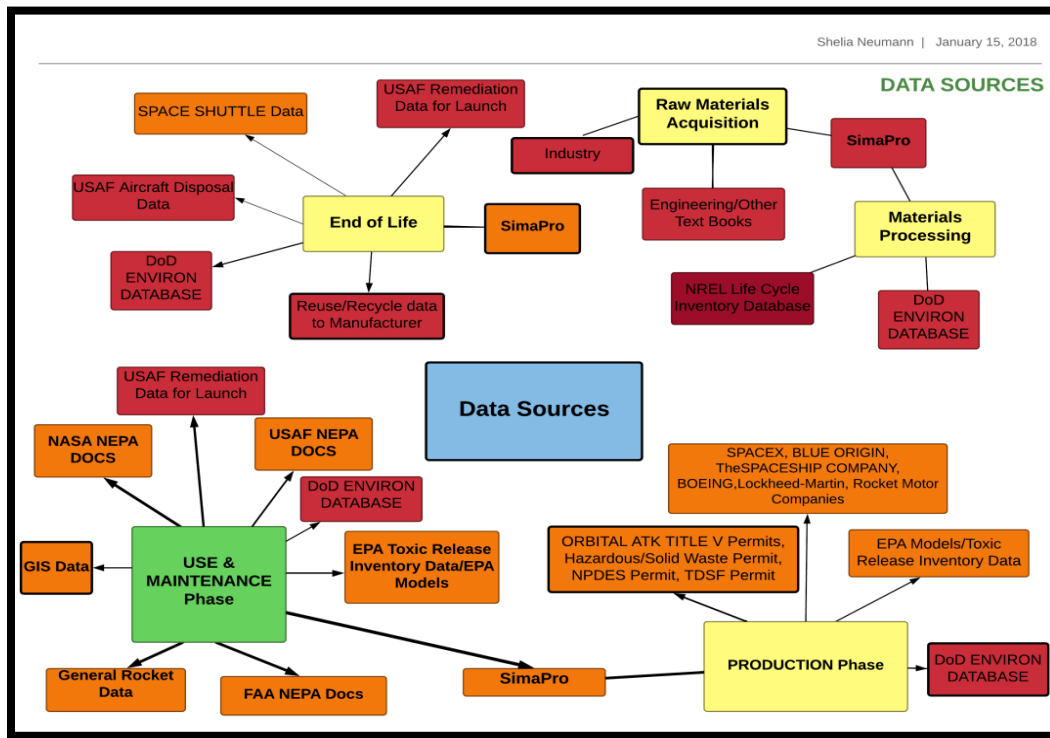 Shelia Neumann | January 15, 2018
DATA SOURCES
SPACE SHUTTLE Data
USAF Remediation
Data for Launch
Raw Materials
Acquisition
Industry
SimaPro
USAF Aircraft Disposal
Data
End of Life
SimaPro
Engineering/Other
Text Books
Materials
Processing
DoD
ENVIRON
DATABASE
Reuse/Recycle data
to Manufacturer
NREL Life Cycle
Inventory Database
DoD
ENVIRON
DATABASE
Data Sources
USAF Remediation
Data for Launch
NASA NEPA
DOCS
USAF NEPA
DOCS
DoD ENVIRON
DATABASE
USE &
MAINTENANCE
Phase
GIS Data
EPA Toxic Release
Inventory Data/EPA
Models
General Rocket
Data
FAA NEPA Docs
SimaPro
SPACEX, BLUE ORIGIN,
TheSPACESHIP COMPANY,
BOEING,Lockheed-Martin, Rocket Motor
Companies
ORBITAL ATK TITLE V Permits,
Hazardous/Solid Waste Permit,
NPDES Permit, TDSF Permit
EPA Models/Toxic
Release Inventory Data
PRODUCTION Phase
DoD ENVIRON
DATABASE